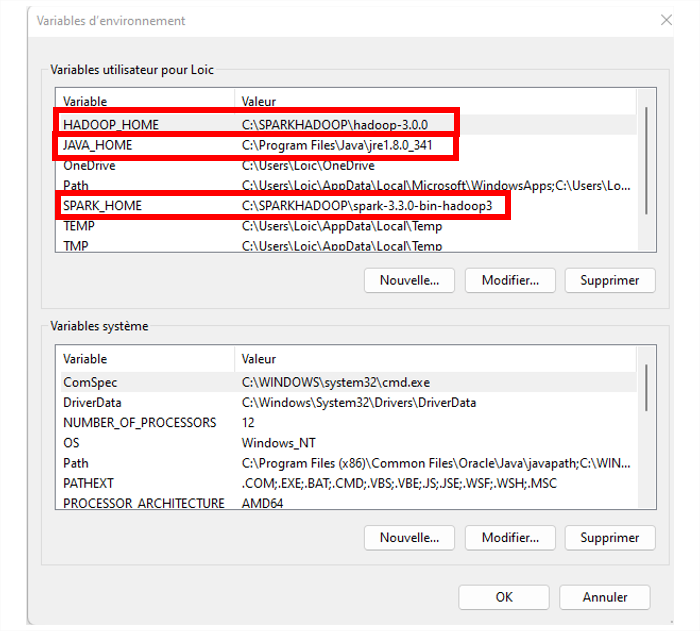 Variables d'environnement
Variables utilisateur pour Loic
Variable Valeur
HADOOP_HOME C:\SPARKHADOOP\hadoop-3.0.0
JAVA_HOME C:\Program Files\Java\jre1.8.0_341
OneDrive C:\Users\Loic\OneDrive
Path C:\Users\Loic\AppData\Local\Microsoft\WindowsApps;C:\Users\Lo...
SPARK_HOME C:\SPARKHADOOP\spark-3.3.0-bin-hadoop3
TEMP C:\Users\Loic\AppData\Local\Temp
TMP C:\Users\Loic\AppData\Local\Temp
Nouvelle... Modifier... Supprimer
Variables système
Variable Valeur
ComSpec C:\WINDOWS\system32\cmd.exe
DriverData C:\Windows\System32\Drivers\DriverData
NUMBER_OF_PROCESSORS 12
OS Windows_NT
Path C:\Program Files (x86)\Common Files\Oracle\Java\javapath;C:\WIN...
PATHEXT .COM;.EXE;.BAT;.CMD;.VBS;.VBE;.JS;.JSE;.WSF;.WSH;.MSC
PROCESSOR_ARCHITECTURE AMD64
Nouvelle... Modifier... Supprimer
OK Annuler